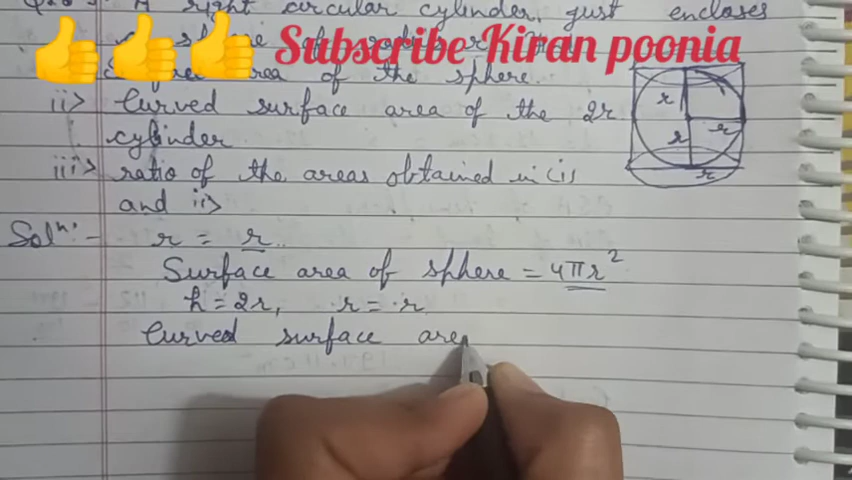 A right circular cylinder just encloses
Subscribe Kiran poonia
area of the sphere.
ii> Curved surface area of the 2r
cylinder
iii> ratio of the areas obtained in (i)
and ii>
r
r
r
r
Solⁿ:- r = r.
Surface area of sphere = 4πr²
h = 2r, r = r
Curved surface are